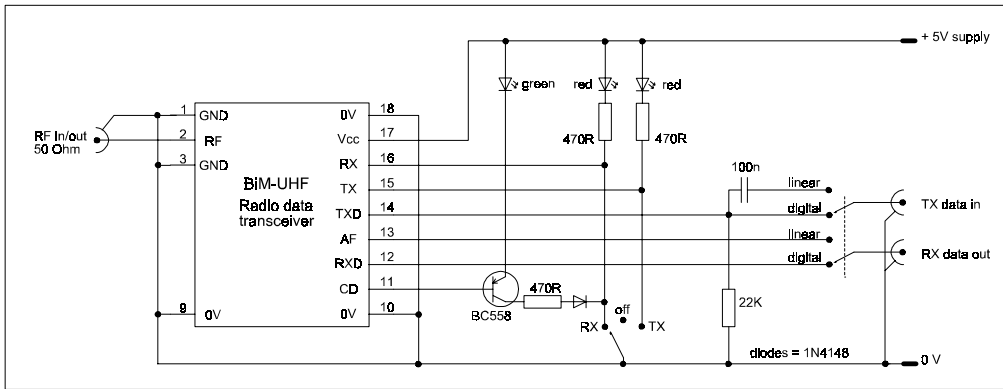 + 5V supply
green
red
red
470R
470R
1
GND
2
RF
3
GND
9
0V
RF In/out
50 Ohm
BiM-UHF
Radio data
transceiver
0V
18
Vcc
17
RX
16
TX
15
TXD
14
AF
13
RXD
12
CD
11
0V
10
100n
linear
digital
linear
digital
TX data in
RX data out
BC558
470R
off
RX
TX
22K
diodes = 1N4148
0 V